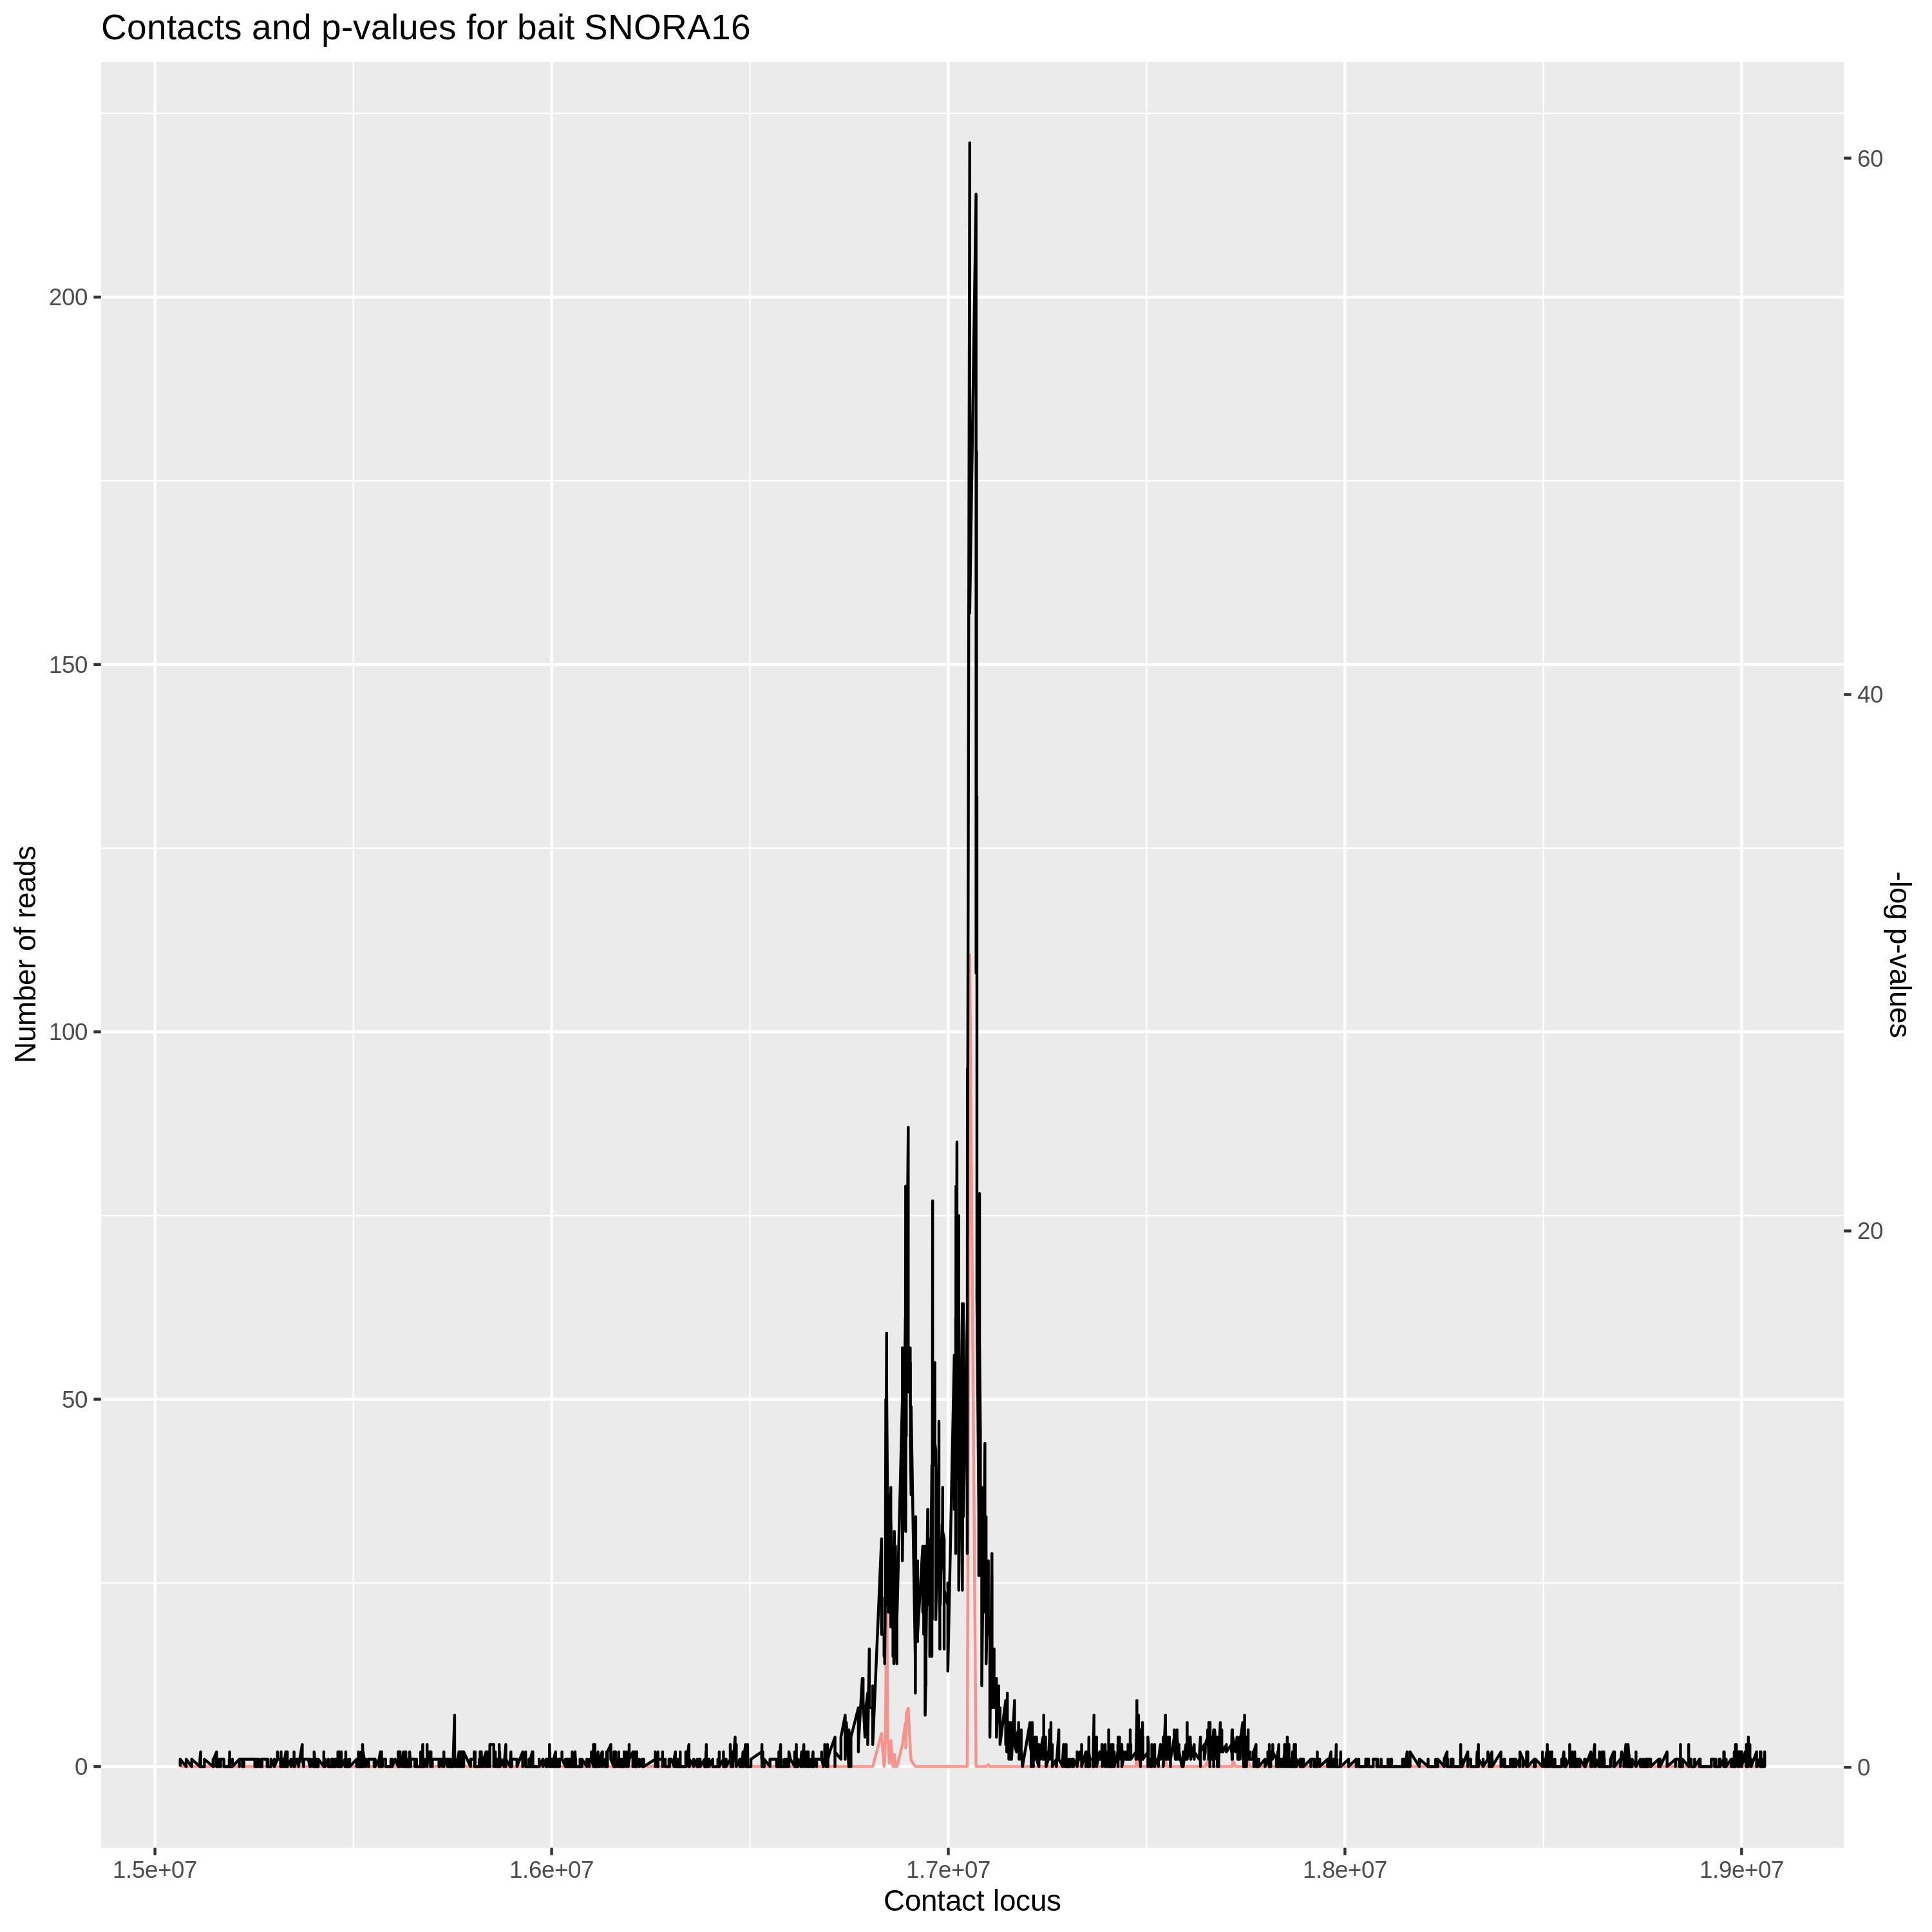 Contacts and p-values for bait SNORA16
Number of reads
200
150
100
50
0
60
40
20
0
-log p-values
1.5e+07 1.6e+07 1.7e+07 1.8e+07 1.9e+07
Contact locus